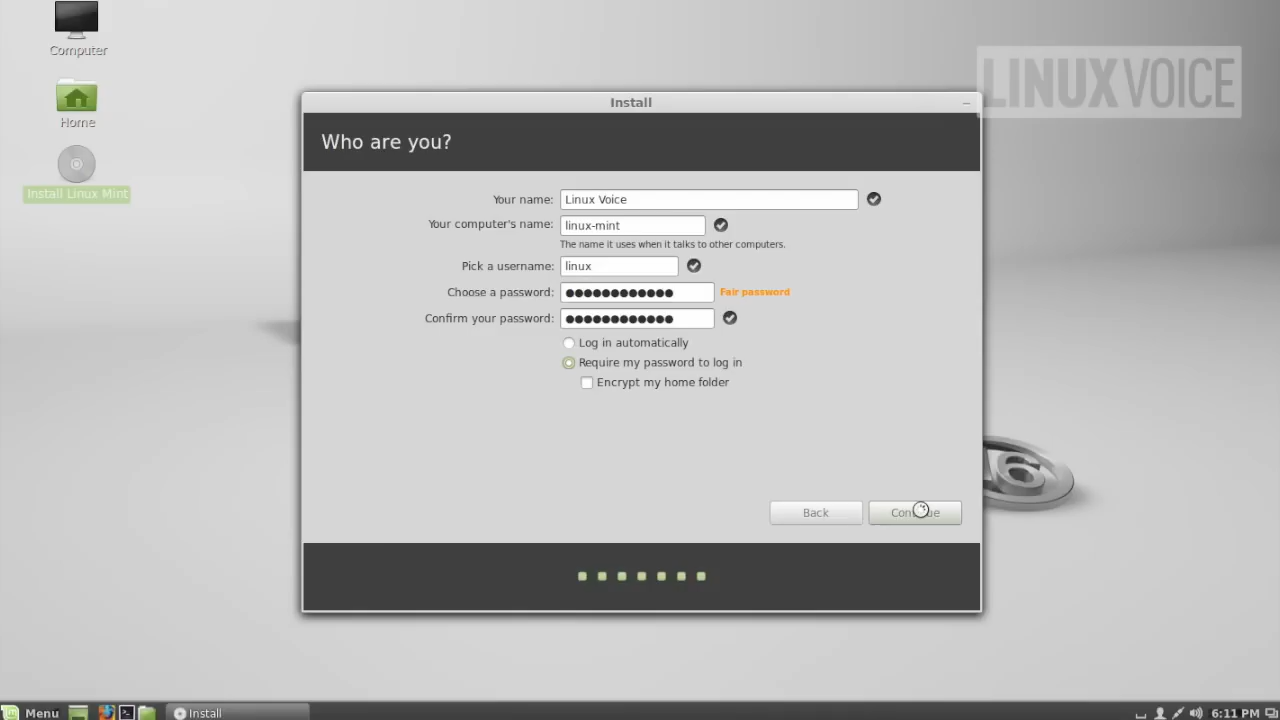 Computer
LINUXVOICE
Install
Home
Who are you?
Install Linux Mint
Your name: Linux Voice
Your computer's name: linux-mint
The name it uses when it talks to other computers.
Pick a username: linux
Choose a password: ●●●●●●●●●●●● Fair password
Confirm your password: ●●●●●●●●●●●●
Log in automatically
Require my password to log in
Encrypt my home folder
16
Back
Continue
Menu
Install
6:11 PM